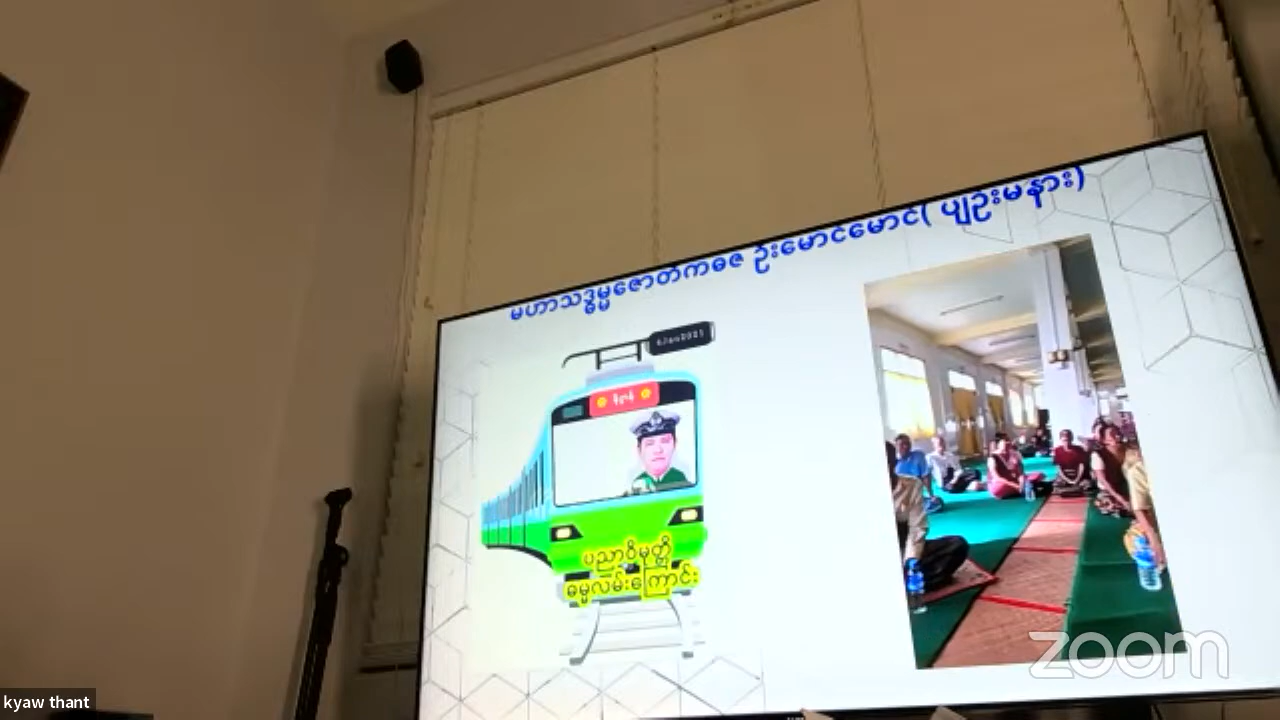 မဟာသဒ္ဓမ္မဇောတိကဓဇ ဦးမောင်မောင်( ပျဉ်းမနား)
ပညာဝိမုတ္တိ
ဓမ္မလမ်းကြောင်း
zoom
kyaw thant